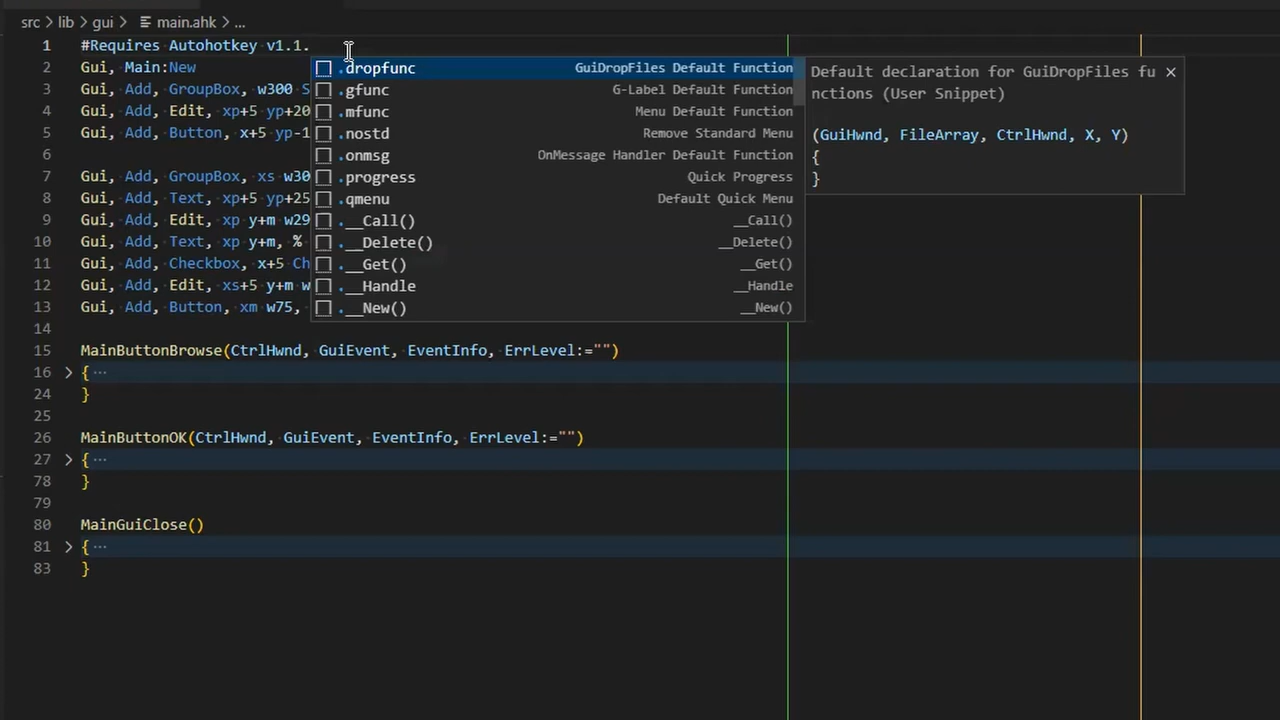 src > lib > gui > main.ahk > ...
1 #Requires Autohotkey v1.1.
2 Gui, Main:New
3 Gui, Add, GroupBox, w300 S
4 Gui, Add, Edit, xp+5 yp+20
5 Gui, Add, Button, x+5 yp-1
6
7 Gui, Add, GroupBox, xs w30
8 Gui, Add, Text, xp+5 yp+25
9 Gui, Add, Edit, xp y+m w29
10 Gui, Add, Text, xp y+m, %
11 Gui, Add, Checkbox, x+5 Ch
12 Gui, Add, Edit, xs+5 y+m w
13 Gui, Add, Button, xm w75,
14
15 MainButtonBrowse(CtrlHwnd, GuiEvent, EventInfo, ErrLevel:="")
16 > { ...
24 }
25
26 MainButtonOK(CtrlHwnd, GuiEvent, EventInfo, ErrLevel:="")
27 > { ...
78 }
79
80 MainGuiClose()
81 > { ...
83 }
.dropfunc GuiDropFiles Default Function
.gfunc G-Label Default Function
.mfunc Menu Default Function
.nostd Remove Standard Menu
.onmsg OnMessage Handler Default Function
.progress Quick Progress
.qmenu Default Quick Menu
.__Call() __Call()
.__Delete() __Delete()
.__Get() __Get()
.__Handle __Handle
.__New() __New()
Default declaration for GuiDropFiles fu
nctions (User Snippet)
(GuiHwnd, FileArray, CtrlHwnd, X, Y)
{
}